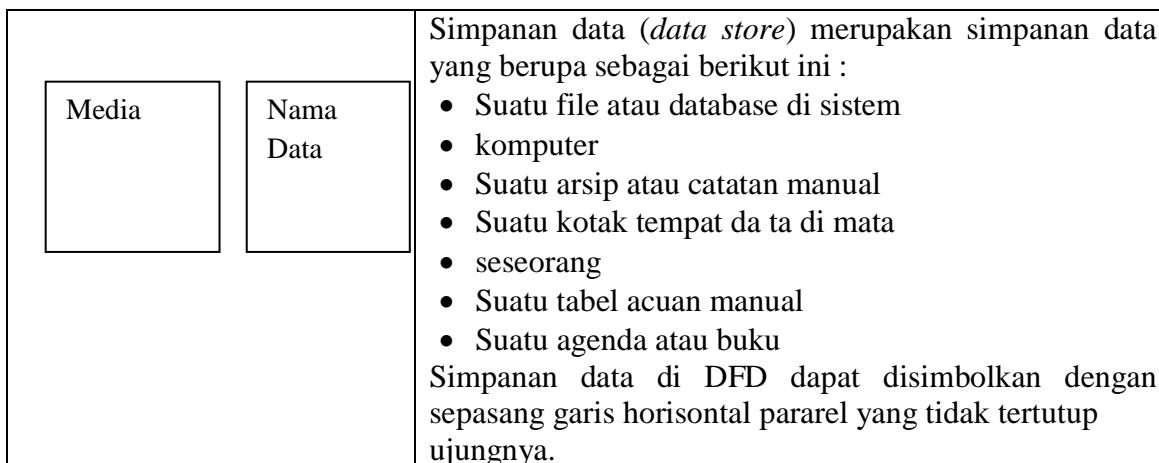 Media
Nama
Data
Simpanan data (data store) merupakan simpanan data
yang berupa sebagai berikut ini :
• Suatu file atau database di sistem
• komputer
• Suatu arsip atau catatan manual
• Suatu kotak tempat da ta di mata
• seseorang
• Suatu tabel acuan manual
• Suatu agenda atau buku
Simpanan data di DFD dapat disimbolkan dengan
sepasang garis horisontal pararel yang tidak tertutup
ujungnya.